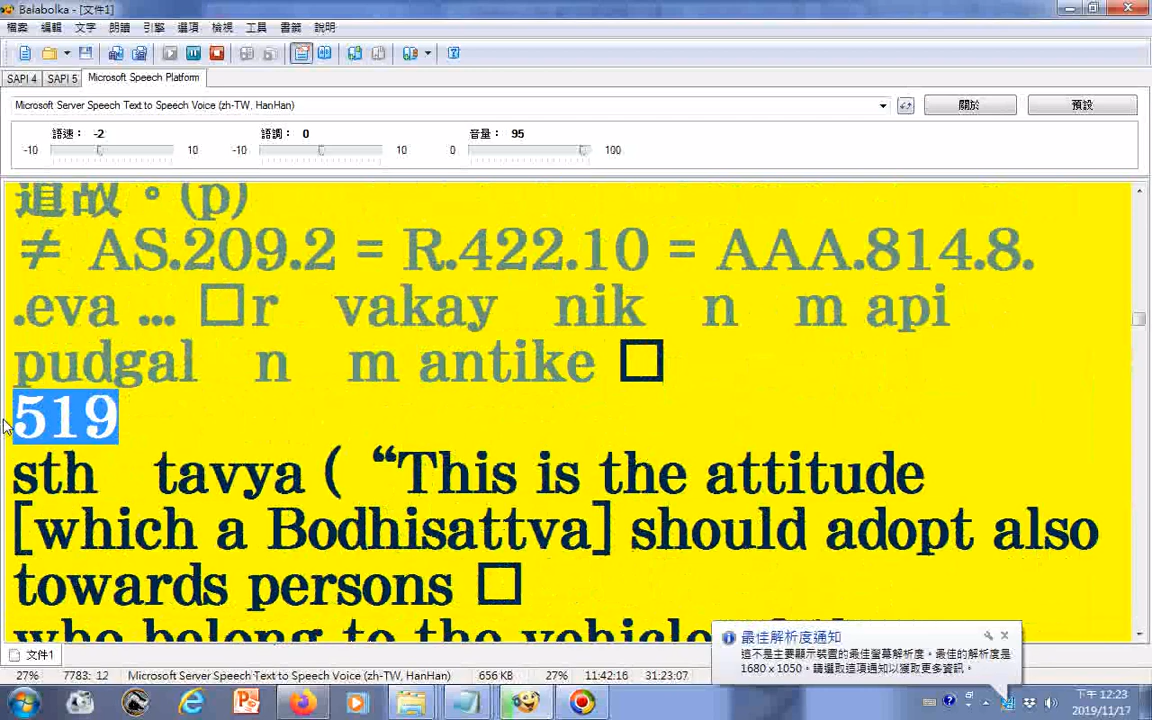 Balabolka - [文件1]
檔案 編輯 文字 朗讀 引擎 選項 檢視 工具 書籤 說明
SAPI 4 SAPI 5 Microsoft Speech Platform
Microsoft Server Speech Text to Speech Voice (zh-TW, HanHan) 關於 預設
語速： -2 語調： 0 音量： 95
-10 10 -10 10 0 100
道故。(p)
≠ AS.209.2 = R.422.10 = AAA.814.8.
.eva ... □r vakay nik n m api
pudgal n m antike □
519
sth tavya ( “This is the attitude
[which a Bodhisattva] should adopt also
towards persons □
who belong to the vehicle
最佳解析度通知
這不是主要顯示裝置的最佳螢幕解析度。最佳的解析度是
1680 x 1050。請選取這項通知以獲取更多資訊。
文件1
27% 7783: 12 Microsoft Server Speech Text to Speech Voice (zh-TW, HanHan) 656 KB 27% 11:42:16 31:23:07
下午 12:23
2019/11/17